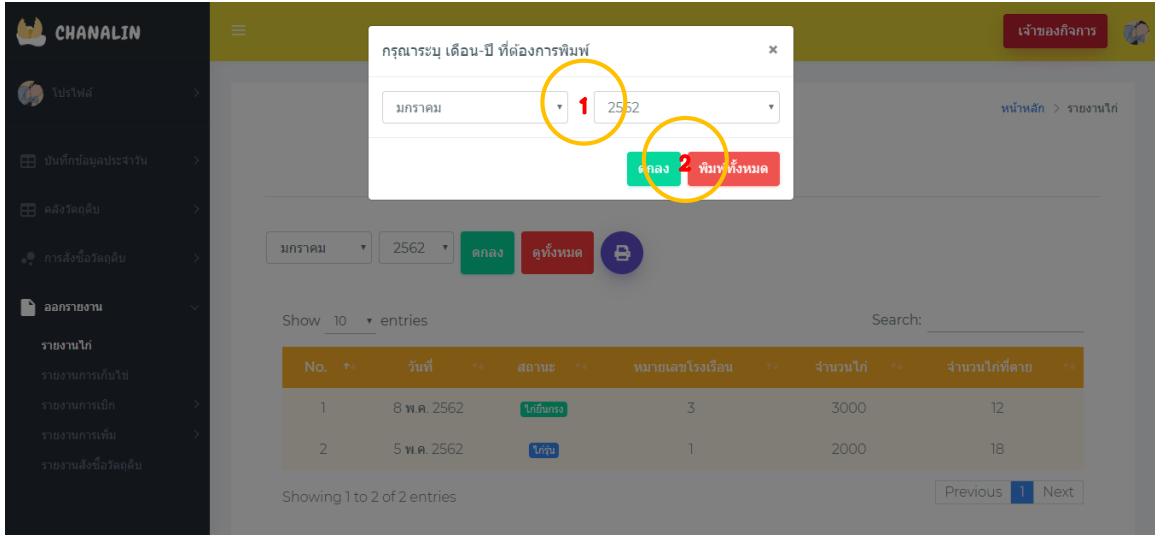 CHANALIN
เจ้าของกิจการ
กรุณาระบุ เดือน-ปี ที่ต้องการพิมพ์
×
มกราคม 1 2562
ตกลง 2 พิมพ์ทั้งหมด
โปรไฟล์
บันทึกข้อมูลประจำวัน
คลังวัตถุดิบ
การสั่งซื้อวัตถุดิบ
ออกรายงาน
รายงานไก่
รายงานการเก็บไข่
รายงานการเบิก
รายงานการเพิ่ม
รายงานสั่งซื้อวัตถุดิบ
หน้าหลัก > รายงานไก่
มกราคม 2562 ตกลง ดูทั้งหมด
Show 10 entries
Search:
No. วันที่ สถานะ หมายเลขโรงเรือน จำนวนไก่ จำนวนไก่ที่ตาย
1 8 พ.ค. 2562 ไก่ยืนกรง 3 3000 12
2 5 พ.ค. 2562 ไก่รุ่น 1 2000 18
Showing 1 to 2 of 2 entries
Previous 1 Next